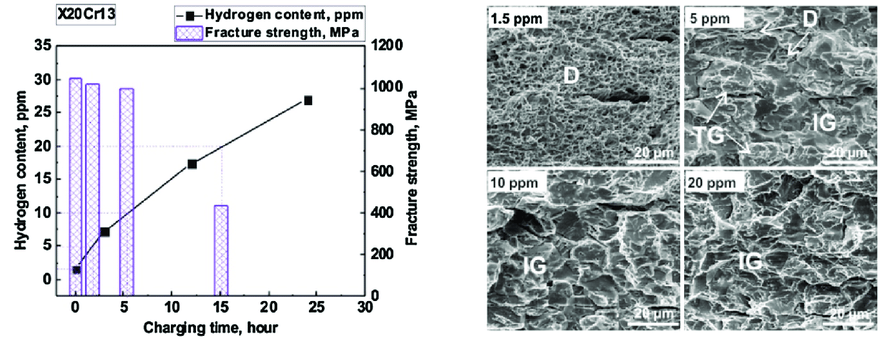 X20Cr13
Hydrogen content, ppm
Fracture strength, MPa
35
30
25
20
15
10
5
0
Hydrogen content, ppm
1200
1000
800
600
400
200
0
Fracture strength, MPa
0 5 10 15 20 25 30
Charging time, hour
1.5 ppm
D
20 µm
5 ppm
D
TG
IG
20 µm
10 ppm
IG
20 µm
20 ppm
IG
20 µm